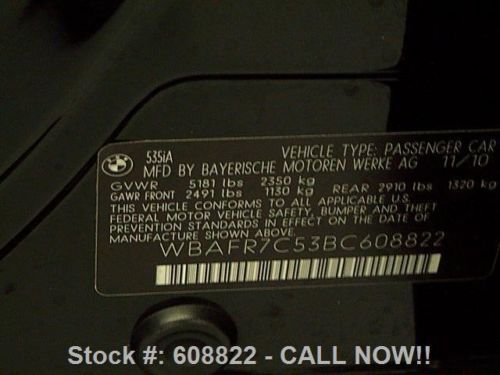 BMW
535iA VEHICLE TYPE: PASSENGER CAR
MFD BY BAYERISCHE MOTOREN WERKE AG 11/10
GVWR 5181 lbs 2350 kg
GAWR FRONT 2491 lbs 1130 kg REAR 2910 lbs 1320 kg
THIS VEHICLE CONFORMS TO ALL APPLICABLE U.S.
FEDERAL MOTOR VEHICLE SAFETY, BUMPER AND THEFT
PREVENTION STANDARDS IN EFFECT ON THE DATE OF
MANUFACTURE SHOWN ABOVE.
WBAFR7C53BC608822
Stock #: 608822 - CALL NOW!!